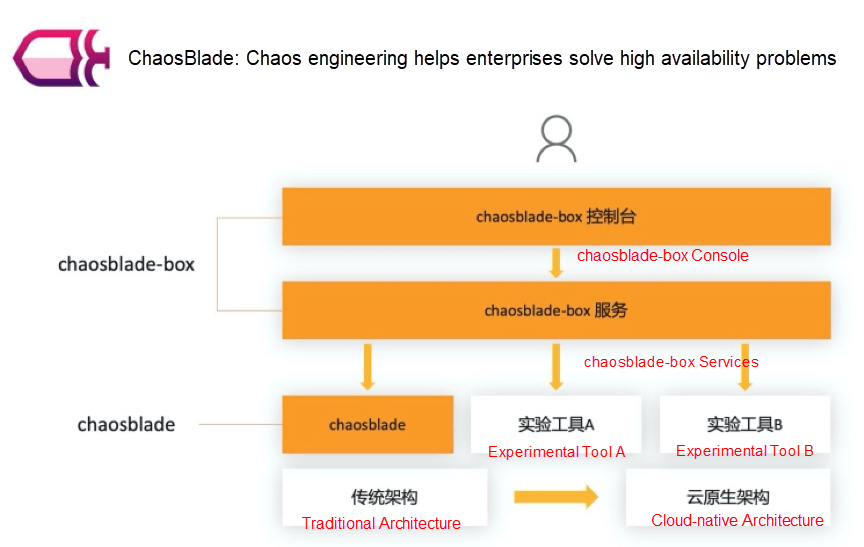 ChaosBlade: Chaos engineering helps enterprises solve high availability problems
chaosblade-box 控制台
chaosblade-box Console
chaosblade-box
chaosblade-box 服务
chaosblade-box Services
chaosblade
chaosblade
实验工具A
实验工具B
Experimental Tool A
Experimental Tool B
传统架构
云原生架构
Traditional Architecture
Cloud-native Architecture